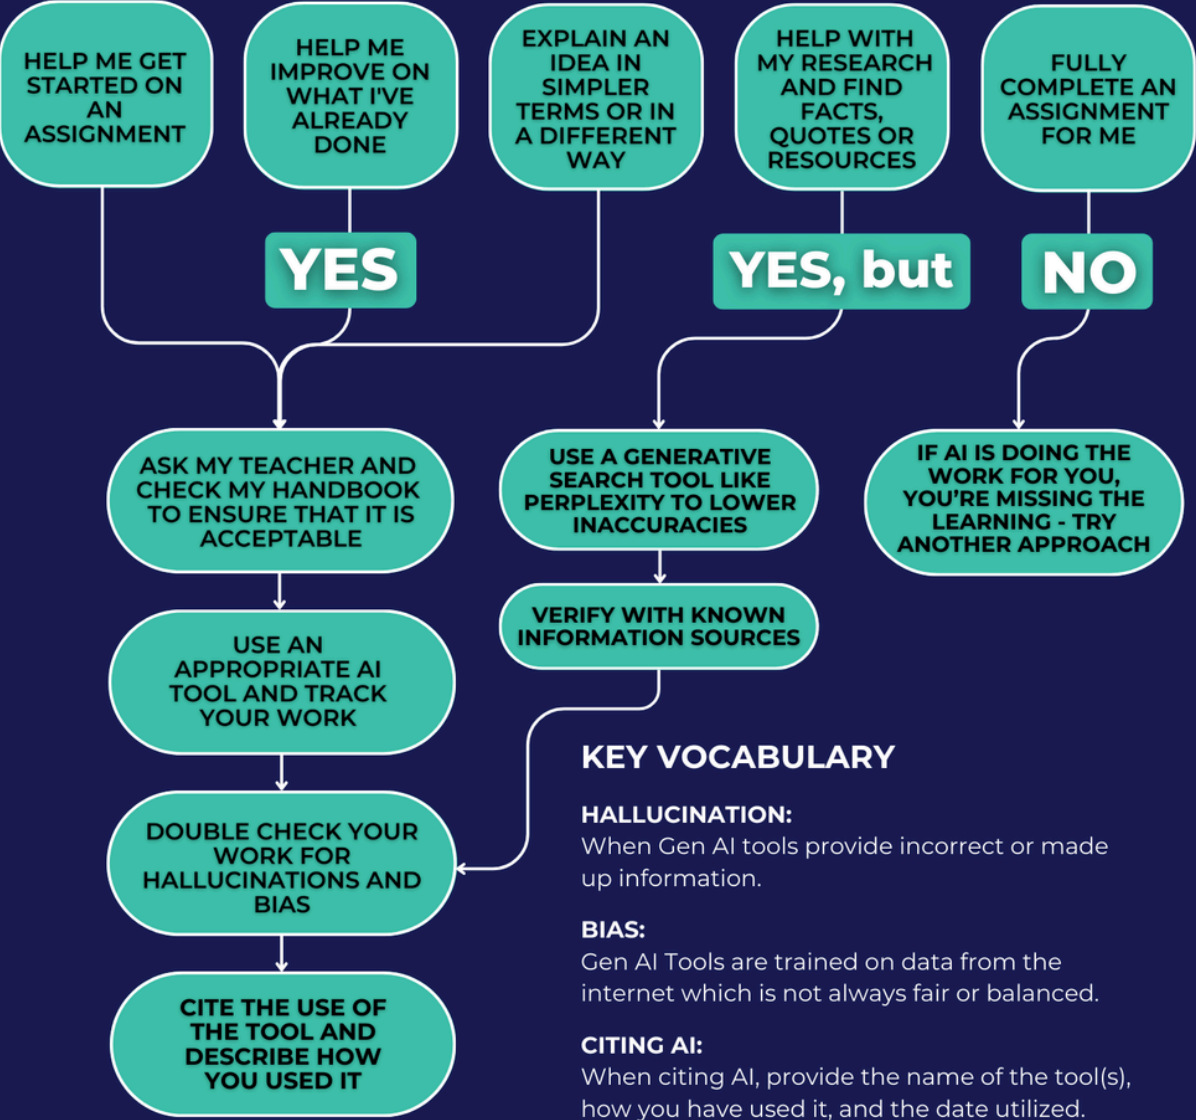 HELP ME GET
STARTED ON
AN
ASSIGNMENT
HELP ME
IMPROVE ON
WHAT I'VE
ALREADY
DONE
EXPLAIN AN
IDEA IN
SIMPLER
TERMS OR IN
A DIFFERENT
WAY
HELP WITH
MY RESEARCH
AND FIND
FACTS,
QUOTES OR
RESOURCES
FULLY
COMPLETE AN
ASSIGNMENT
FOR ME
YES
YES, but
NO
ASK MY TEACHER AND
CHECK MY HANDBOOK
TO ENSURE THAT IT IS
ACCEPTABLE
USE A GENERATIVE
SEARCH TOOL LIKE
PERPLEXITY TO LOWER
INACCURACIES
IF AI IS DOING THE
WORK FOR YOU,
YOU’RE MISSING THE
LEARNING - TRY
ANOTHER APPROACH
USE AN
APPROPRIATE AI
TOOL AND TRACK
YOUR WORK
VERIFY WITH KNOWN
INFORMATION SOURCES
DOUBLE CHECK YOUR
WORK FOR
HALLUCINATIONS AND
BIAS
CITE THE USE OF
THE TOOL AND
DESCRIBE HOW
YOU USED IT
KEY VOCABULARY
HALLUCINATION:
When Gen AI tools provide incorrect or made
up information.
BIAS:
Gen AI Tools are trained on data from the
internet which is not always fair or balanced.
CITING AI:
When citing AI, provide the name of the tool(s),
how you have used it, and the date utilized.